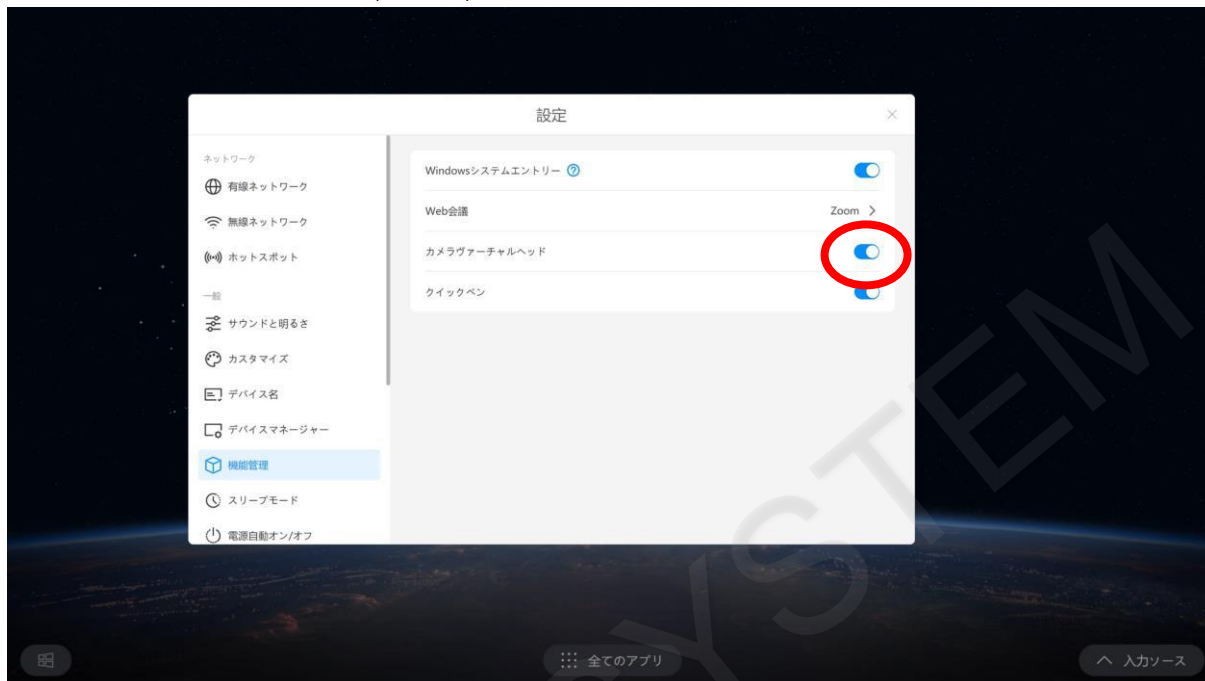 設定
ネットワーク
有線ネットワーク
無線ネットワーク
ホットスポット
一般
サウンドと明るさ
カスタマイズ
デバイス名
デバイスマネージャー
機能管理
スリープモード
電源自動オン/オフ
Windowsシステムエントリー
Web会議 Zoom
カメラヴァーチャルヘッド
クイックペン
全てのアプリ
入力ソース
YSTEM